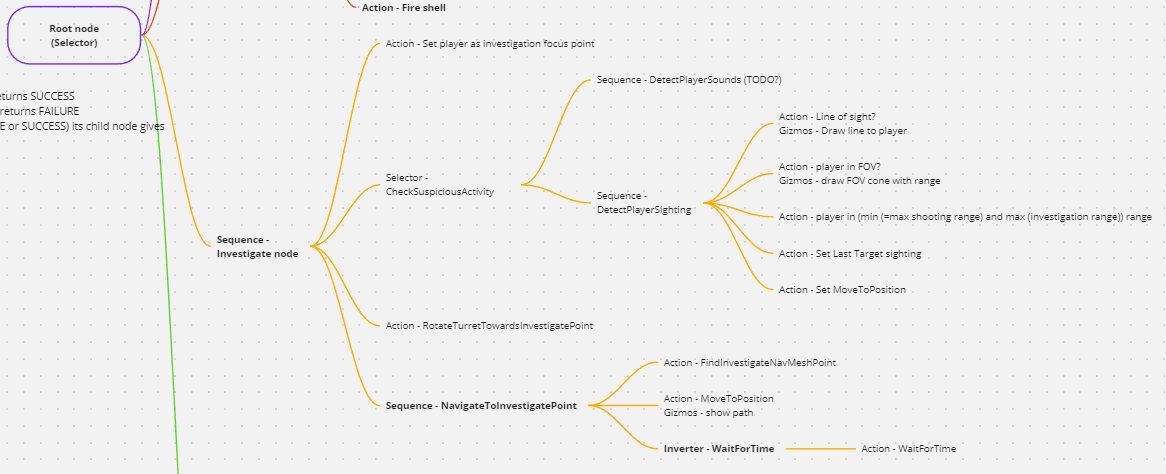 Action - Fire shell
Root node
(Selector)
Action - Set player as investigation focus point
eturns SUCCESS
returns FAILURE
E or SUCCESS) its child node gives
Sequence - DetectPlayerSounds (TODO?)
Action - Line of sight?
Gizmos - Draw line to player
Action - player in FOV?
Gizmos - draw FOV cone with range
Selector -
CheckSuspiciousActivity
Sequence -
DetectPlayerSighting
Action - player in (min (=max shooting range) and max (investigation range)) range
Sequence -
Investigate node
Action - Set Last Target sighting
Action - Set MoveToPosition
Action - RotateTurretTowardsInvestigatePoint
Action - FindInvestigateNavMeshPoint
Sequence - NavigateToInvestigatePoint
Action - MoveToPosition
Gizmos - show path
Inverter - WaitForTime
Action - WaitForTime